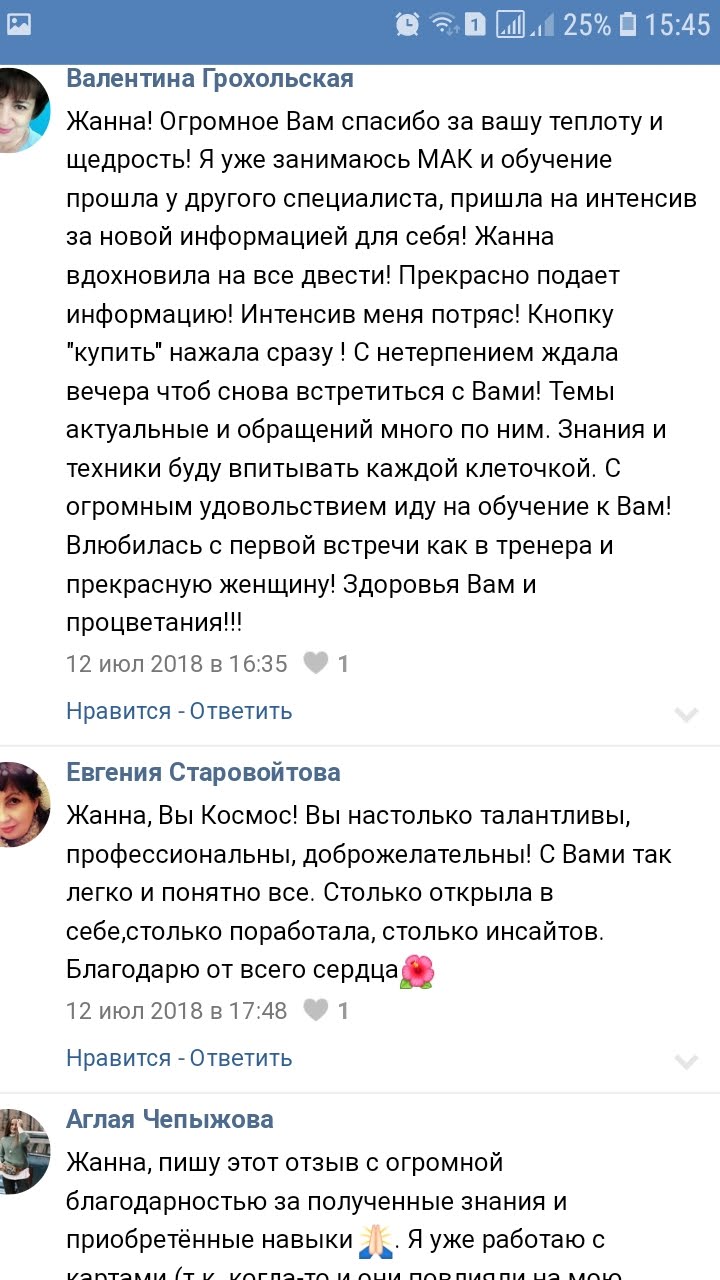 1 25% 15:45
Валентина Грохольская
Жанна! Огромное Вам спасибо за вашу теплоту и
щедрость! Я уже занимаюсь МАК и обучение
прошла у другого специалиста, пришла на интенсив
за новой информацией для себя! Жанна
вдохновила на все двести! Прекрасно подает
информацию! Интенсив меня потряс! Кнопку
"купить" нажала сразу ! С нетерпением ждала
вечера чтоб снова встретиться с Вами! Темы
актуальные и обращений много по ним. Знания и
техники буду впитывать каждой клеточкой. С
огромным удовольствием иду на обучение к Вам!
Влюбилась с первой встречи как в тренера и
прекрасную женщину! Здоровья Вам и
процветания!!!
12 июл 2018 в 16:35 1
Нравится - Ответить
Евгения Старовойтова
Жанна, Вы Космос! Вы настолько талантливы,
профессиональны, доброжелательны! С Вами так
легко и понятно все. Столько открыла в
себе,столько поработала, столько инсайтов.
Благодарю от всего сердца🌺
12 июл 2018 в 17:48 1
Нравится - Ответить
Аглая Чепыжова
Жанна, пишу этот отзыв с огромной
благодарностью за полученные знания и
приобретённые навыки 🙏. Я уже работаю с
картами (т.к. когда-то и они повлияли на мою